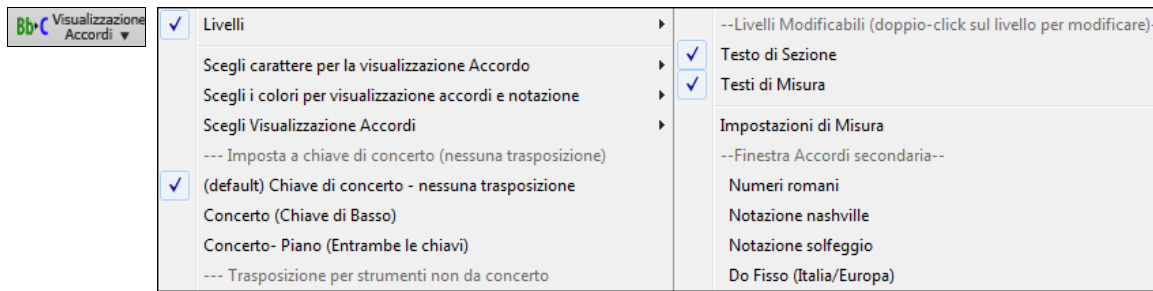 Bb•C Visualizzazione
Accordi ▼
Livelli
Scegli carattere per la visualizzazione Accordo
Scegli i colori per visualizzazione accordi e notazione
Scegli Visualizzazione Accordi
--- Imposta a chiave di concerto (nessuna trasposizione)
(default) Chiave di concerto - nessuna trasposizione
Concerto (Chiave di Basso)
Concerto- Piano (Entrambe le chiavi)
--- Trasposizione per strumenti non da concerto
--Livelli Modificabili (doppio-click sul livello per modificare)-
Testo di Sezione
Testi di Misura
Impostazioni di Misura
--Finestra Accordi secondaria--
Numeri romani
Notazione nashville
Notazione solfeggio
Do Fisso (Italia/Europa)